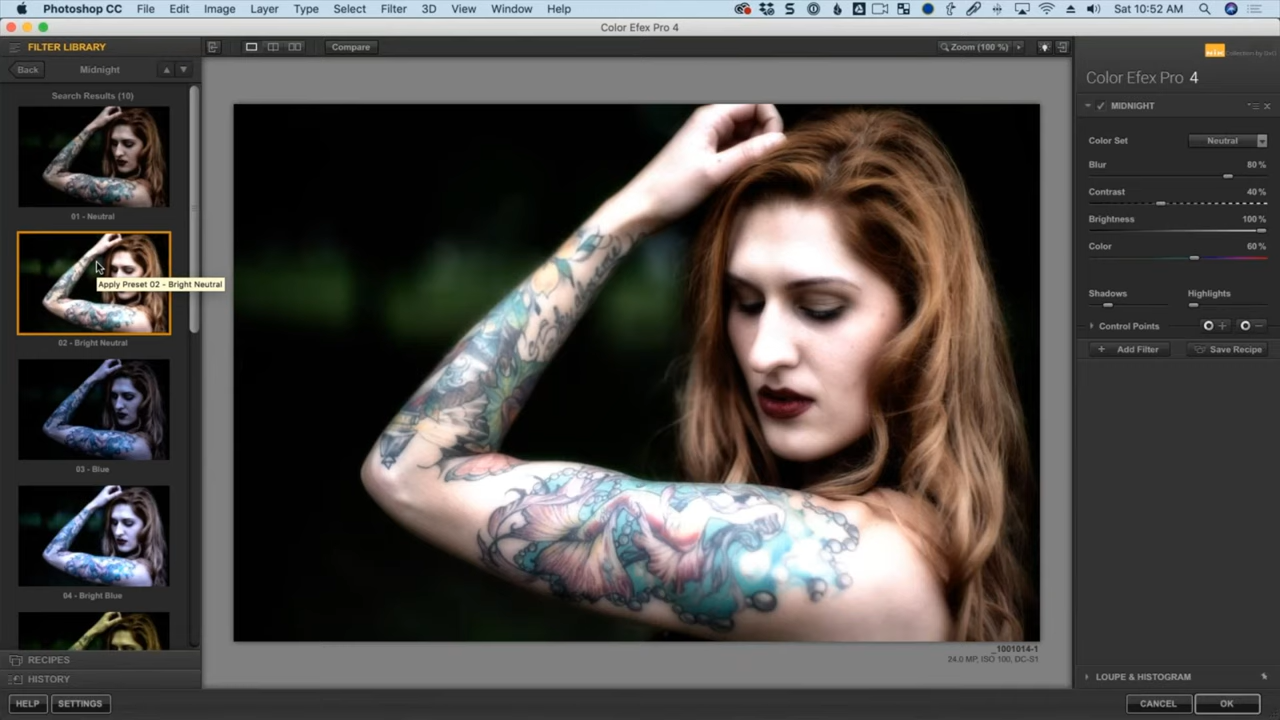 Photoshop CC File Edit Image Layer Type Select Filter 3D View Window Help Sat 10:52 AM
Color Efex Pro 4
FILTER LIBRARY Compare Zoom (100 %)
Back Midnight
nik collection by DxO
Color Efex Pro 4
Search Results (10)
MIDNIGHT
01 - Neutral
Color Set Neutral
Blur 80%
Contrast 40%
Brightness 100%
Color 60%
Shadows Highlights
Control Points
Add Filter Save Recipe
Apply Preset 02 - Bright Neutral
02 - Bright Neutral
03 - Blue
04 - Bright Blue
_1001014-1
24.0 MP, ISO 100, DC-S1
RECIPES
HISTORY
LOUPE & HISTOGRAM
HELP SETTINGS CANCEL OK